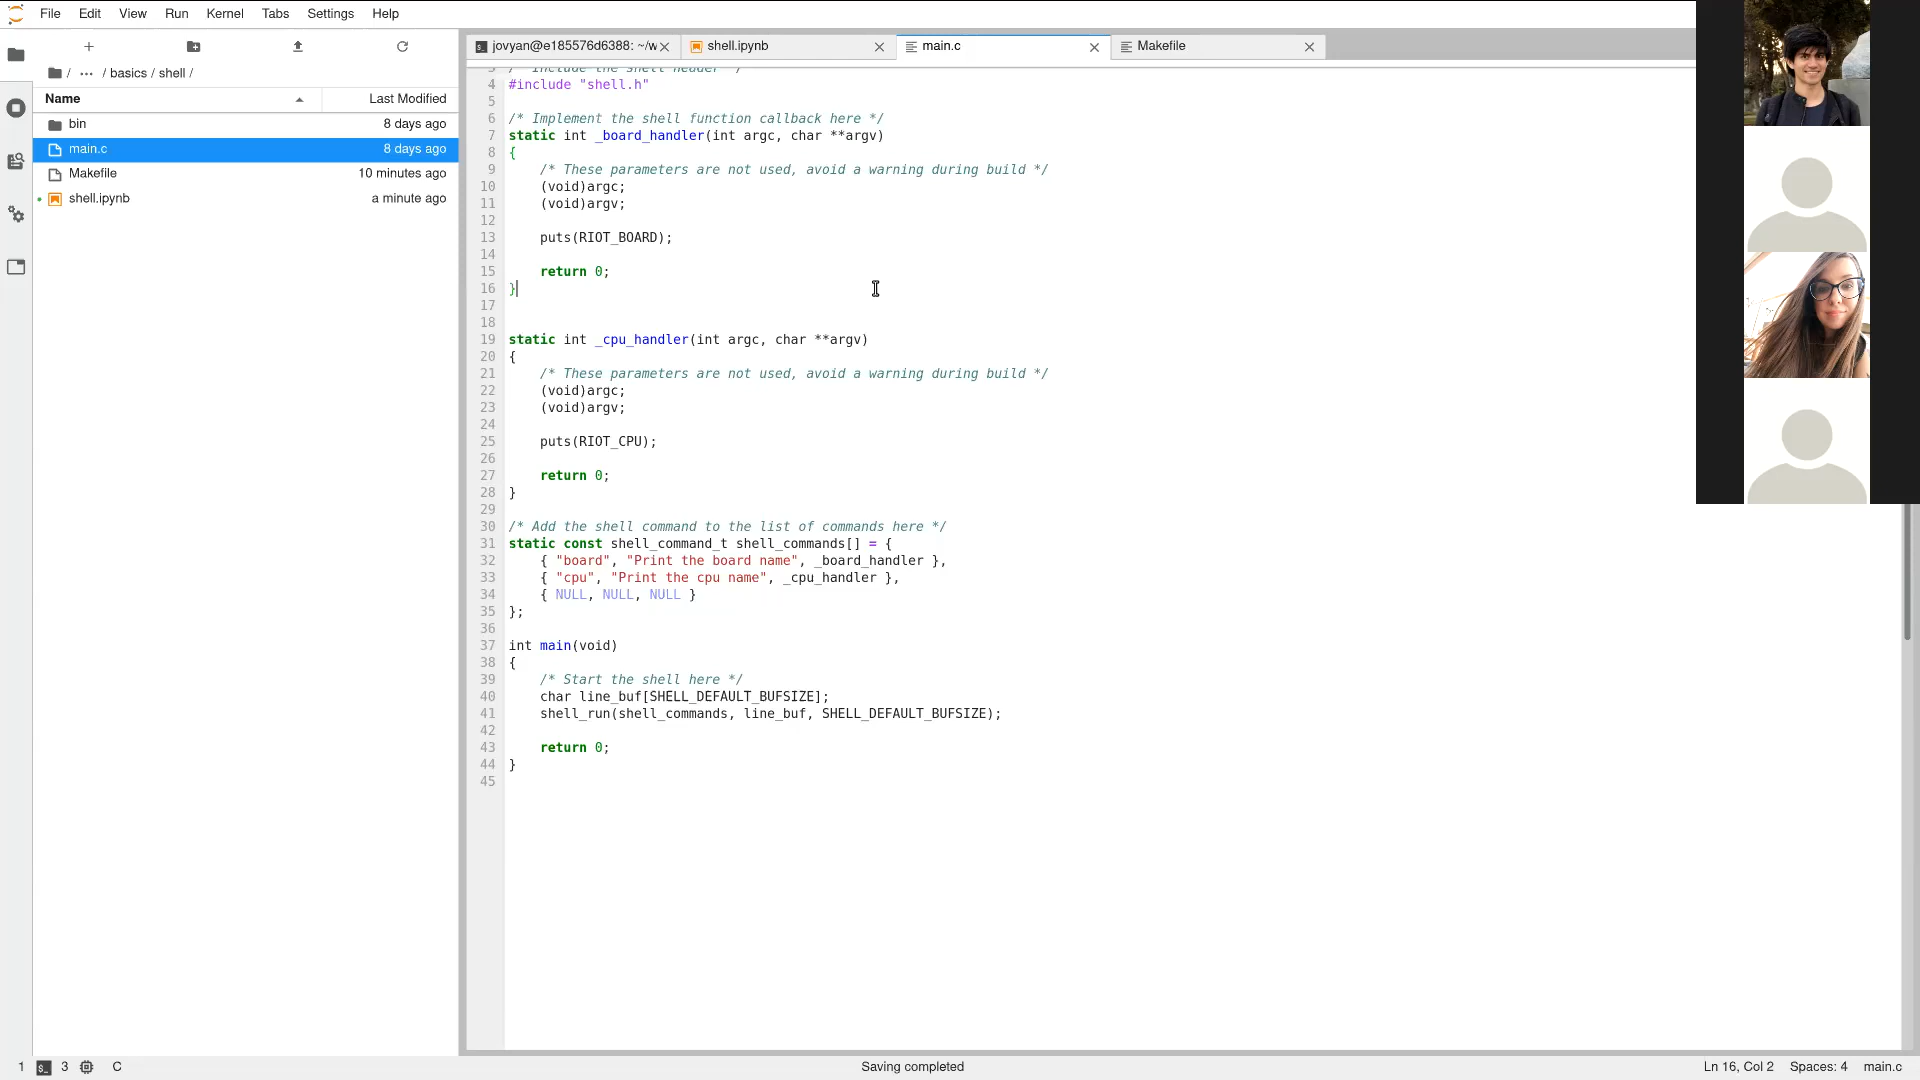 File Edit View Run Kernel Tabs Settings Help
/ ··· / basics / shell /
Name Last Modified
bin 8 days ago
main.c 8 days ago
Makefile 10 minutes ago
shell.ipynb a minute ago
jovyan@e185576d6388: ~/w shell.ipynb main.c Makefile
3 /* Include the shell header */
4 #include "shell.h"
5
6 /* Implement the shell function callback here */
7 static int _board_handler(int argc, char **argv)
8 {
9 /* These parameters are not used, avoid a warning during build */
10 (void)argc;
11 (void)argv;
12
13 puts(RIOT_BOARD);
14
15 return 0;
16 }
17
18
19 static int _cpu_handler(int argc, char **argv)
20 {
21 /* These parameters are not used, avoid a warning during build */
22 (void)argc;
23 (void)argv;
24
25 puts(RIOT_CPU);
26
27 return 0;
28 }
29
30 /* Add the shell command to the list of commands here */
31 static const shell_command_t shell_commands[] = {
32 { "board", "Print the board name", _board_handler },
33 { "cpu", "Print the cpu name", _cpu_handler },
34 { NULL, NULL, NULL }
35 };
36
37 int main(void)
38 {
39 /* Start the shell here */
40 char line_buf[SHELL_DEFAULT_BUFSIZE];
41 shell_run(shell_commands, line_buf, SHELL_DEFAULT_BUFSIZE);
42
43 return 0;
44 }
45
1 $_ 3 C Saving completed Ln 16, Col 2 Spaces: 4 main.c